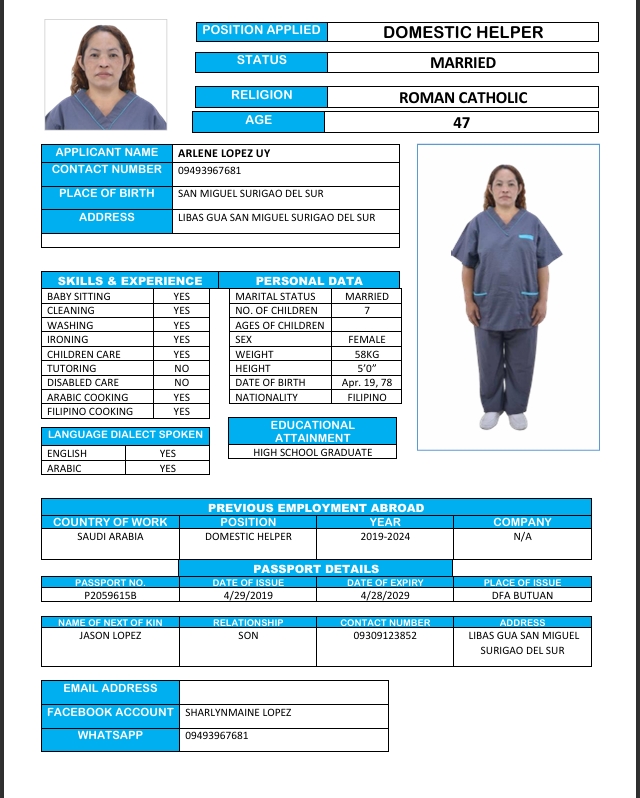 POSITION APPLIED DOMESTIC HELPER
STATUS MARRIED
RELIGION ROMAN CATHOLIC
AGE 47
APPLICANT NAME ARLENE LOPEZ UY
CONTACT NUMBER 09493967681
PLACE OF BIRTH SAN MIGUEL SURIGAO DEL SUR
ADDRESS LIBAS GUA SAN MIGUEL SURIGAO DEL SUR
SKILLS & EXPERIENCE PERSONAL DATA
BABY SITTING YES MARITAL STATUS MARRIED
CLEANING YES NO. OF CHILDREN 7
WASHING YES AGES OF CHILDREN
IRONING YES SEX FEMALE
CHILDREN CARE YES WEIGHT 58KG
TUTORING NO HEIGHT 5'0"
DISABLED CARE NO DATE OF BIRTH Apr. 19, 78
ARABIC COOKING YES NATIONALITY FILIPINO
FILIPINO COOKING YES
EDUCATIONAL
ATTAINMENT
HIGH SCHOOL GRADUATE
LANGUAGE DIALECT SPOKEN
ENGLISH YES
ARABIC YES
PREVIOUS EMPLOYMENT ABROAD
COUNTRY OF WORK POSITION YEAR COMPANY
SAUDI ARABIA DOMESTIC HELPER 2019-2024 N/A
PASSPORT DETAILS
PASSPORT NO. DATE OF ISSUE DATE OF EXPIRY PLACE OF ISSUE
P2059615B 4/29/2019 4/28/2029 DFA BUTUAN
NAME OF NEXT OF KIN RELATIONSHIP CONTACT NUMBER ADDRESS
JASON LOPEZ SON 09309123852 LIBAS GUA SAN MIGUEL
SURIGAO DEL SUR
EMAIL ADDRESS
FACEBOOK ACCOUNT SHARLYNMAINE LOPEZ
WHATSAPP 09493967681